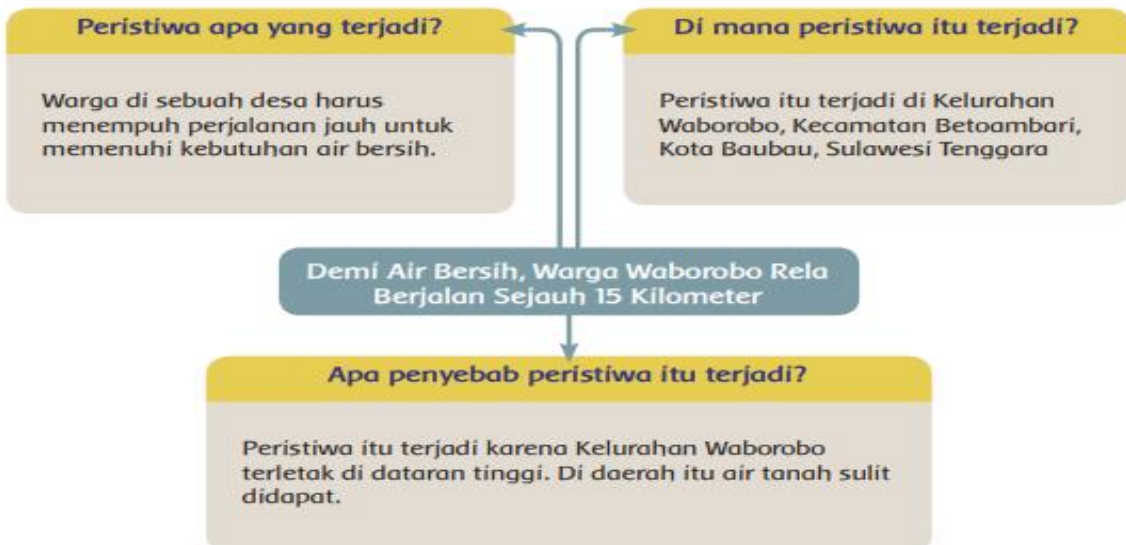 Peristiwa apa yang terjadi?
Warga di sebuah desa harus
menempuh perjalanan jauh untuk
memenuhi kebutuhan air bersih.
Di mana peristiwa itu terjadi?
Peristiwa itu terjadi di Kelurahan
Waborobo, Kecamatan Betoambari,
Kota Baubau, Sulawesi Tenggara
Demi Air Bersih, Warga Waborobo Rela
Berjalan Sejauh 15 Kilometer
Apa penyebab peristiwa itu terjadi?
Peristiwa itu terjadi karena Kelurahan Waborobo
terletak di dataran tinggi. Di daerah itu air tanah sulit
didapat.